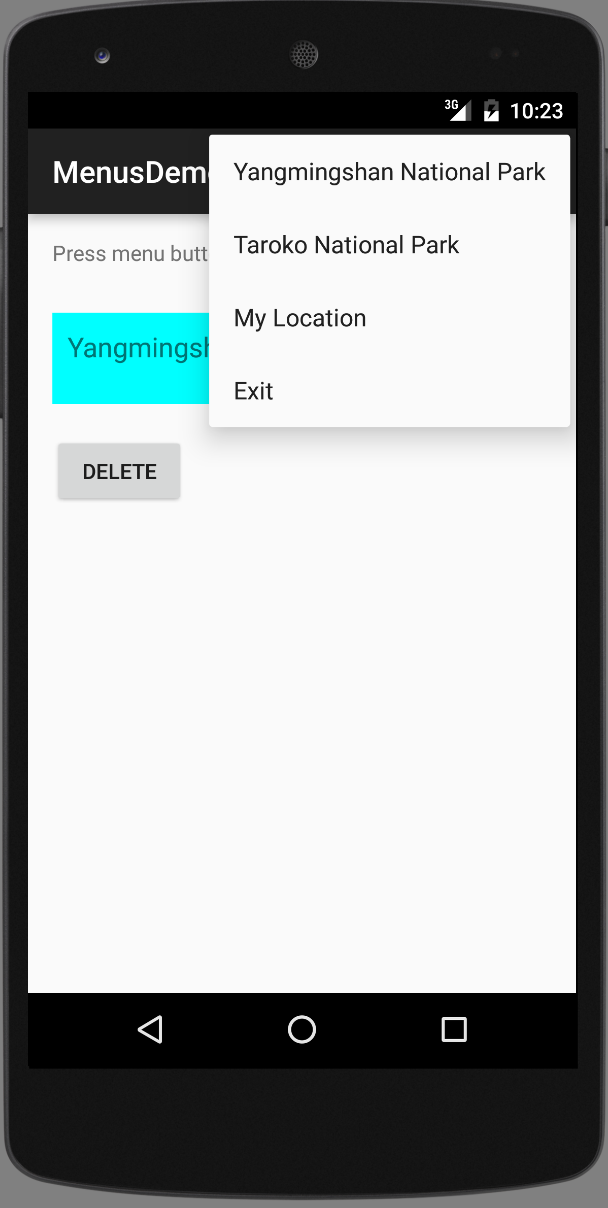 3G
10:23
MenusDem
Yangmingshan National Park
Press menu butt
Taroko National Park
My Location
Yangmingsh
Exit
DELETE